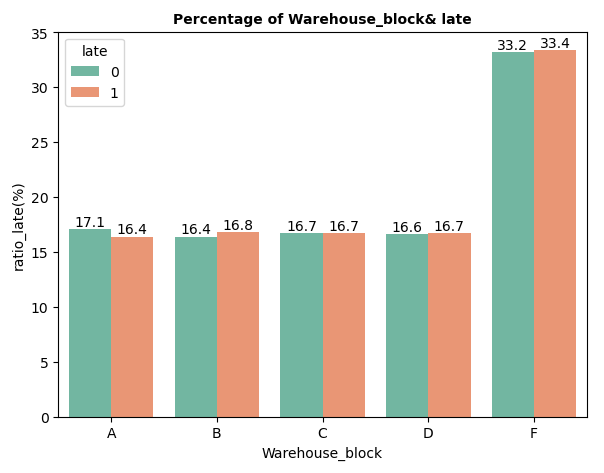 Percentage of Warehouse_block& late
late
0
1
35
30
25
20
15
10
5
0
ratio_late(%)
17.1
16.4
16.4
16.8
16.7
16.7
16.6
16.7
33.2
33.4
A
B
C
D
F
Warehouse_block